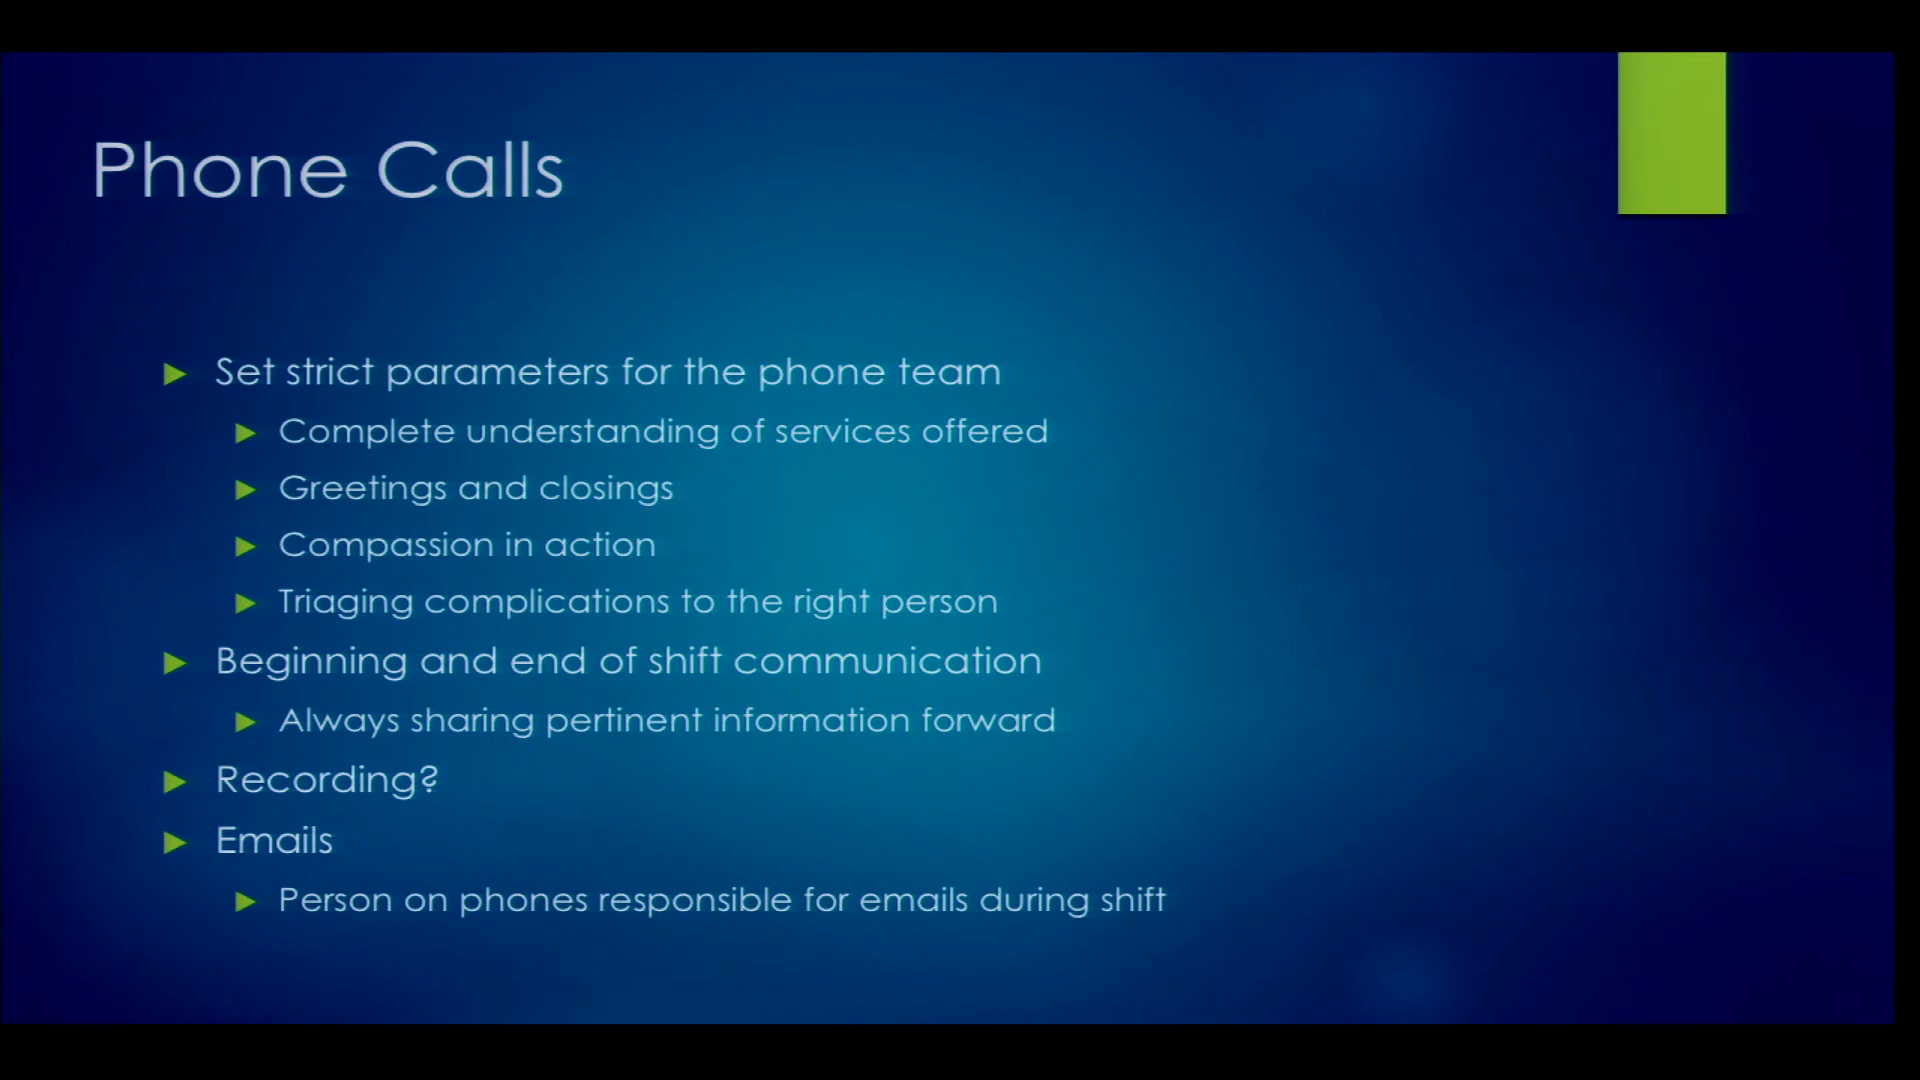 Phone Calls
Set strict parameters for the phone team
Complete understanding of services offered
Greetings and closings
Compassion in action
Triaging complications to the right person
Beginning and end of shift communication
Always sharing pertinent information forward
Recording?
Emails
Person on phones responsible for emails during shift